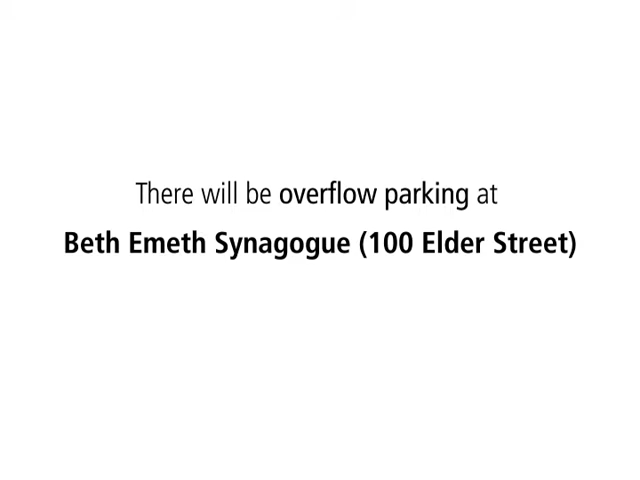 There will be overflow parking at
Beth Emeth Synagogue (100 Elder Street)